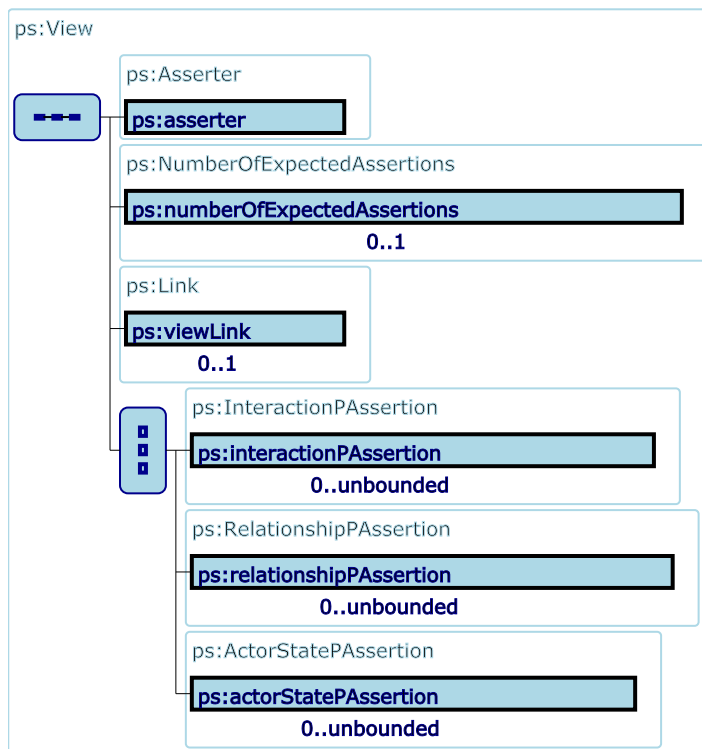 ps:View
ps:Asserter
ps:asserter
ps:NumberOfExpectedAssertions
ps:numberOfExpectedAssertions
0..1
ps:Link
ps:viewLink
0..1
ps:InteractionPAssertion
ps:interactionPAssertion
0..unbounded
ps:RelationshipPAssertion
ps:relationshipPAssertion
0..unbounded
ps:ActorStatePAssertion
ps:actorStatePAssertion
0..unbounded